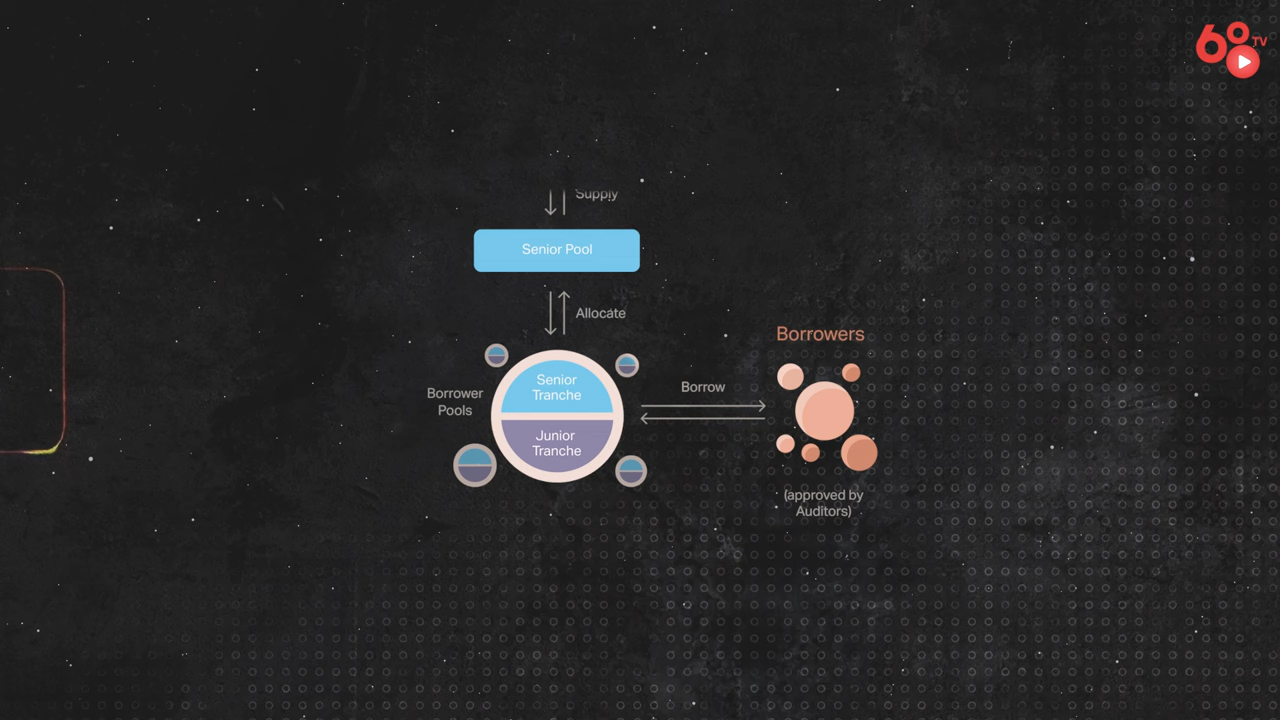 60 TV
Supply
Senior Pool
Allocate
Borrowers
Senior
Tranche
Borrow
Borrower
Pools
Junior
Tranche
(approved by
Auditors)